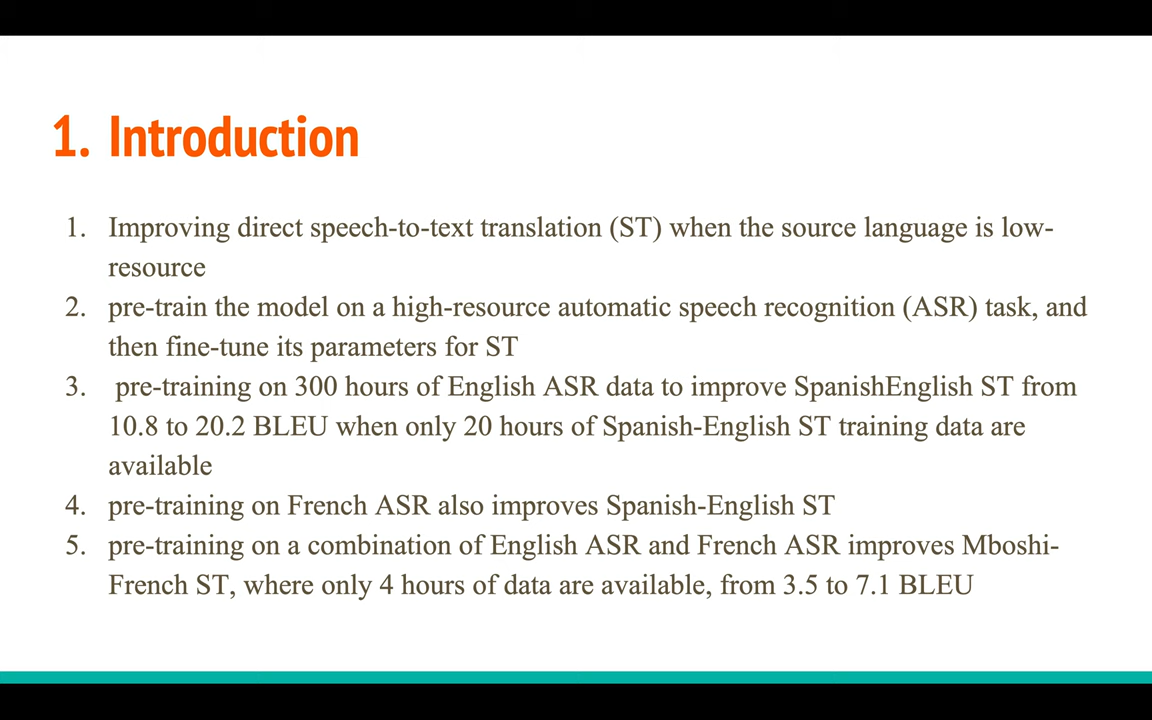 1. Introduction
1. Improving direct speech-to-text translation (ST) when the source language is low-
resource
2. pre-train the model on a high-resource automatic speech recognition (ASR) task, and
then fine-tune its parameters for ST
3. pre-training on 300 hours of English ASR data to improve SpanishEnglish ST from
10.8 to 20.2 BLEU when only 20 hours of Spanish-English ST training data are
available
4. pre-training on French ASR also improves Spanish-English ST
5. pre-training on a combination of English ASR and French ASR improves Mboshi-
French ST, where only 4 hours of data are available, from 3.5 to 7.1 BLEU